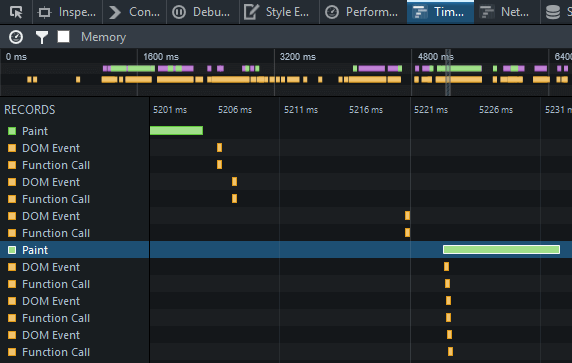 Inspe... Con... Debu... Style E... Perform... Tim... Net...
Memory
0 ms 1600 ms 3200 ms 4800 ms 6400
RECORDS 5201 ms 5206 ms 5211 ms 5216 ms 5221 ms 5226 ms 5231 m
Paint
DOM Event
Function Call
DOM Event
Function Call
DOM Event
Function Call
Paint
DOM Event
Function Call
DOM Event
Function Call
DOM Event
Function Call